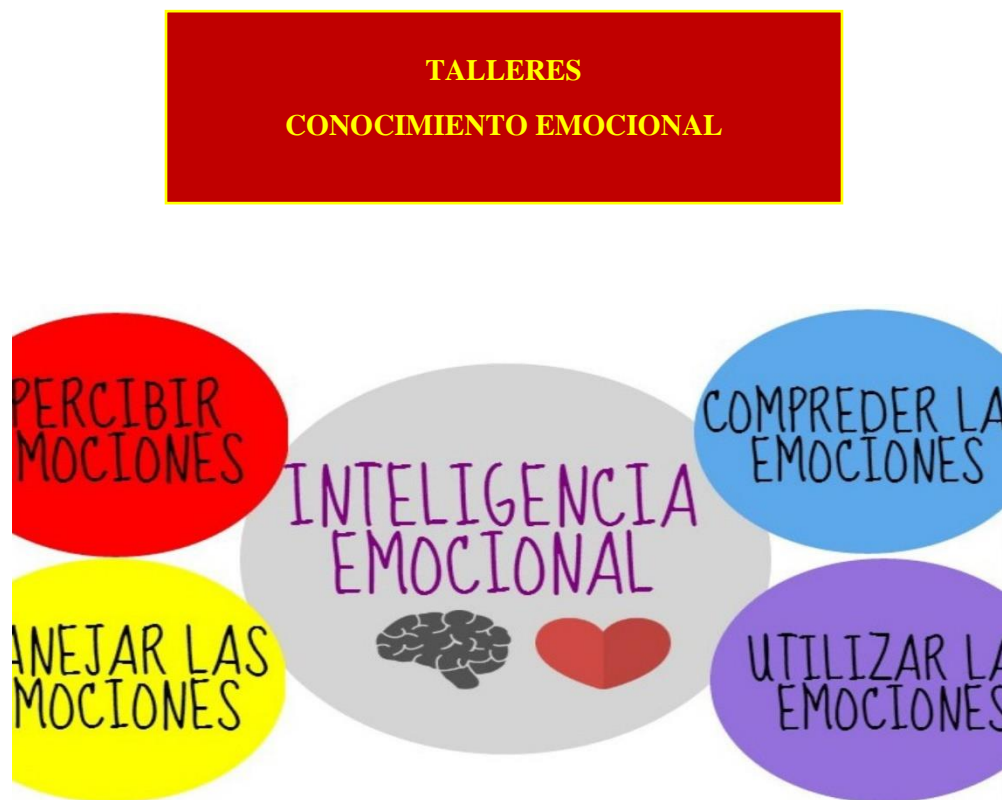 TALLERES
CONOCIMIENTO EMOCIONAL
PERCIBIR
MOCIONES
COMPREDER LA
EMOCIONES
INTELIGENCIA
EMOCIONAL
ANEJAR LAS
MOCIONES
UTILIZAR LA
EMOCIONES